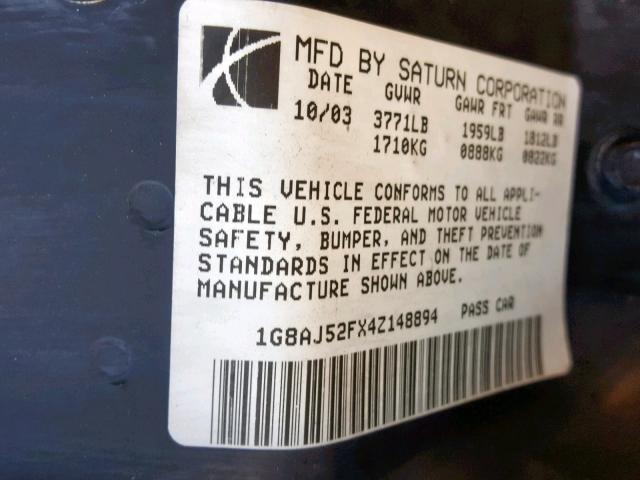 MFD BY SATURN CORPORATION
DATE GVWR GAWR FRT GAWR RR
10/03 3771LB 1959LB 1812LB
1710KG 0888KG 0822KG
THIS VEHICLE CONFORMS TO ALL APPLI-
CABLE U.S. FEDERAL MOTOR VEHICLE
SAFETY, BUMPER, AND THEFT PREVENTION
STANDARDS IN EFFECT ON THE DATE OF
MANUFACTURE SHOWN ABOVE.
1G8AJ52FX4Z148894 PASS CAR